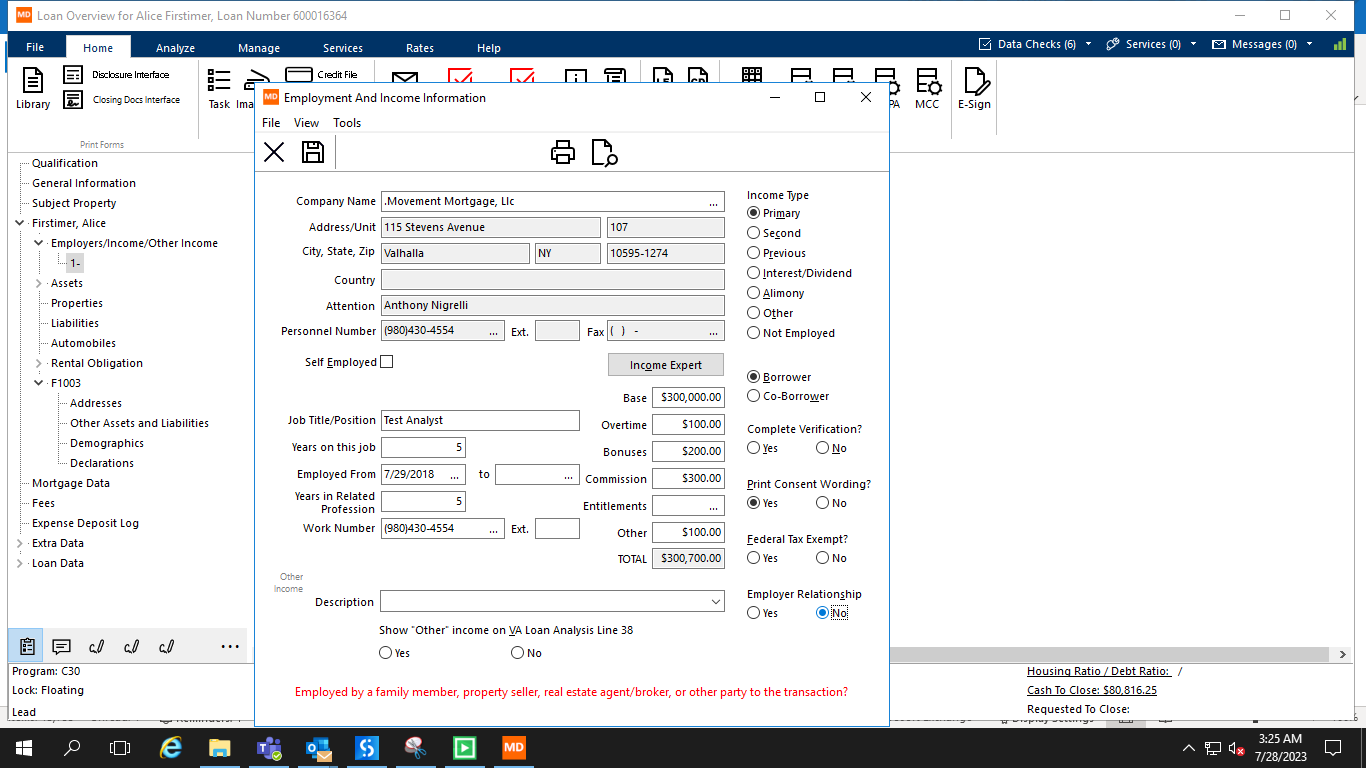 MD Loan Overview for Alice Firstimer, Loan Number 600016364
File Home Analyze Manage Services Rates Help
Data Checks (6) Services (0) Messages (0)
Library
Disclosure Interface
Closing Docs Interface
Print Forms
Task
Credit File
MCC
E-Sign
Qualification
General Information
Subject Property
Firstimer, Alice
Employers/Income/Other Income
1-
Assets
Properties
Liabilities
Automobiles
Rental Obligation
F1003
Addresses
Other Assets and Liabilities
Demographics
Declarations
Mortgage Data
Fees
Expense Deposit Log
Extra Data
Loan Data
Program: C30
Lock: Floating
Lead
MD Employment And Income Information
File View Tools
Company Name .Movement Mortgage, Llc ...
Address/Unit 115 Stevens Avenue 107
City, State, Zip Valhalla NY 10595-1274
Country
Attention Anthony Nigrelli
Personnel Number (980)430-4554 ... Ext. Fax ( ) - ...
Self Employed
Income Expert
Base $300,000.00
Job Title/Position Test Analyst
Overtime $100.00
Years on this job 5
Bonuses $200.00
Employed From 7/29/2018 ... to ...
Commission $300.00
Years in Related
Profession 5
Entitlements ...
Work Number (980)430-4554 ... Ext.
Other $100.00
TOTAL $300,700.00
Other
Income
Description
Show "Other" income on VA Loan Analysis Line 38
Yes No
Employed by a family member, property seller, real estate agent/broker, or other party to the transaction?
Income Type
Primary
Second
Previous
Interest/Dividend
Alimony
Other
Not Employed
Borrower
Co-Borrower
Complete Verification?
Yes No
Print Consent Wording?
Yes No
Federal Tax Exempt?
Yes No
Employer Relationship
Yes No
Housing Ratio / Debt Ratio: /
Cash To Close: $80,816.25
Requested To Close:
MD
3:25 AM
7/28/2023